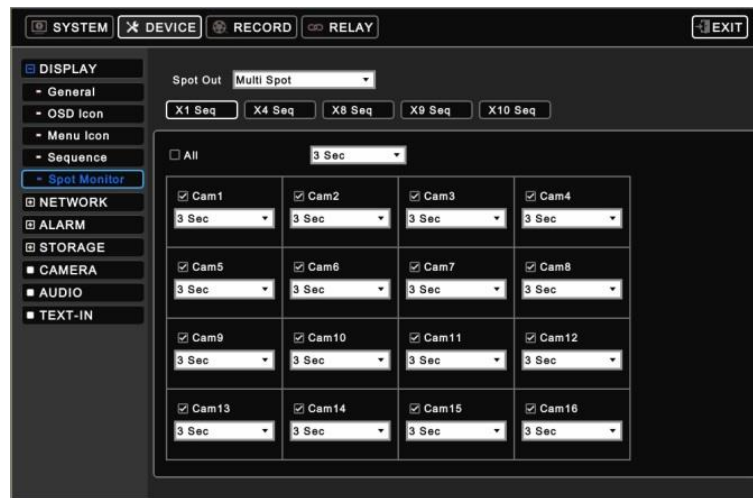 SYSTEM DEVICE RECORD RELAY EXIT
DISPLAY
- General
- OSD Icon
- Menu Icon
- Sequence
- Spot Monitor
NETWORK
ALARM
STORAGE
CAMERA
AUDIO
TEXT-IN
Spot Out Multi Spot
X1 Seq X4 Seq X8 Seq X9 Seq X10 Seq
All 3 Sec
Cam1 Cam2 Cam3 Cam4
3 Sec 3 Sec 3 Sec 3 Sec
Cam5 Cam6 Cam7 Cam8
3 Sec 3 Sec 3 Sec 3 Sec
Cam9 Cam10 Cam11 Cam12
3 Sec 3 Sec 3 Sec 3 Sec
Cam13 Cam14 Cam15 Cam16
3 Sec 3 Sec 3 Sec 3 Sec